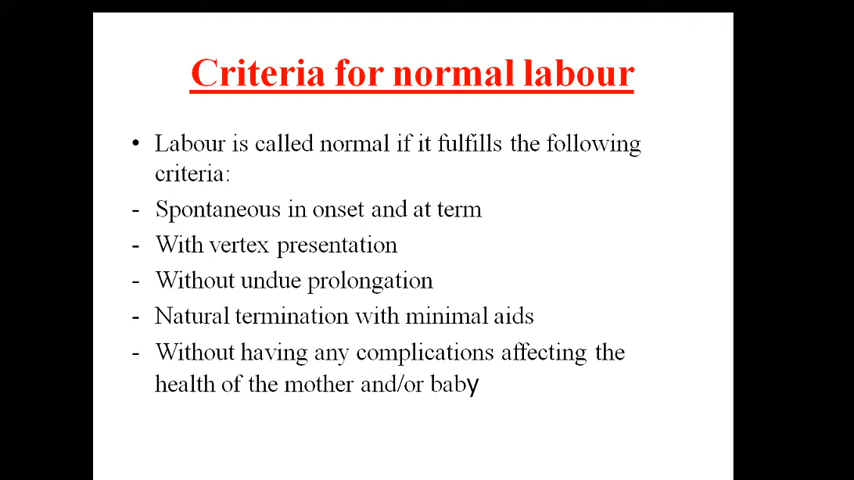 Criteria for normal labour
• Labour is called normal if it fulfills the following
criteria:
- Spontaneous in onset and at term
- With vertex presentation
- Without undue prolongation
- Natural termination with minimal aids
- Without having any complications affecting the
health of the mother and/or baby